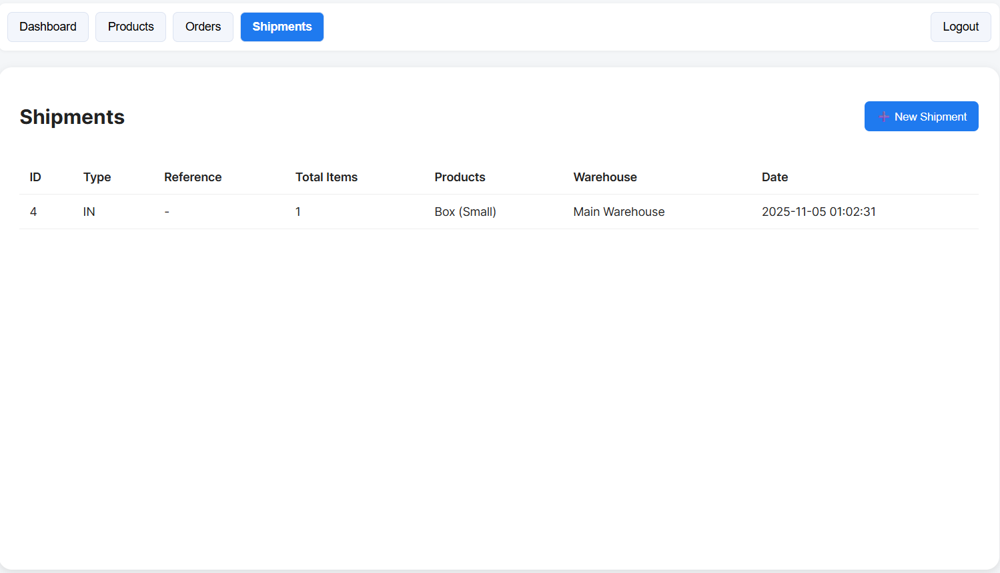 Dashboard Products Orders Shipments Logout
Shipments
New Shipment
ID Type Reference Total Items Products Warehouse Date
4 IN - 1 Box (Small) Main Warehouse 2025-11-05 01:02:31